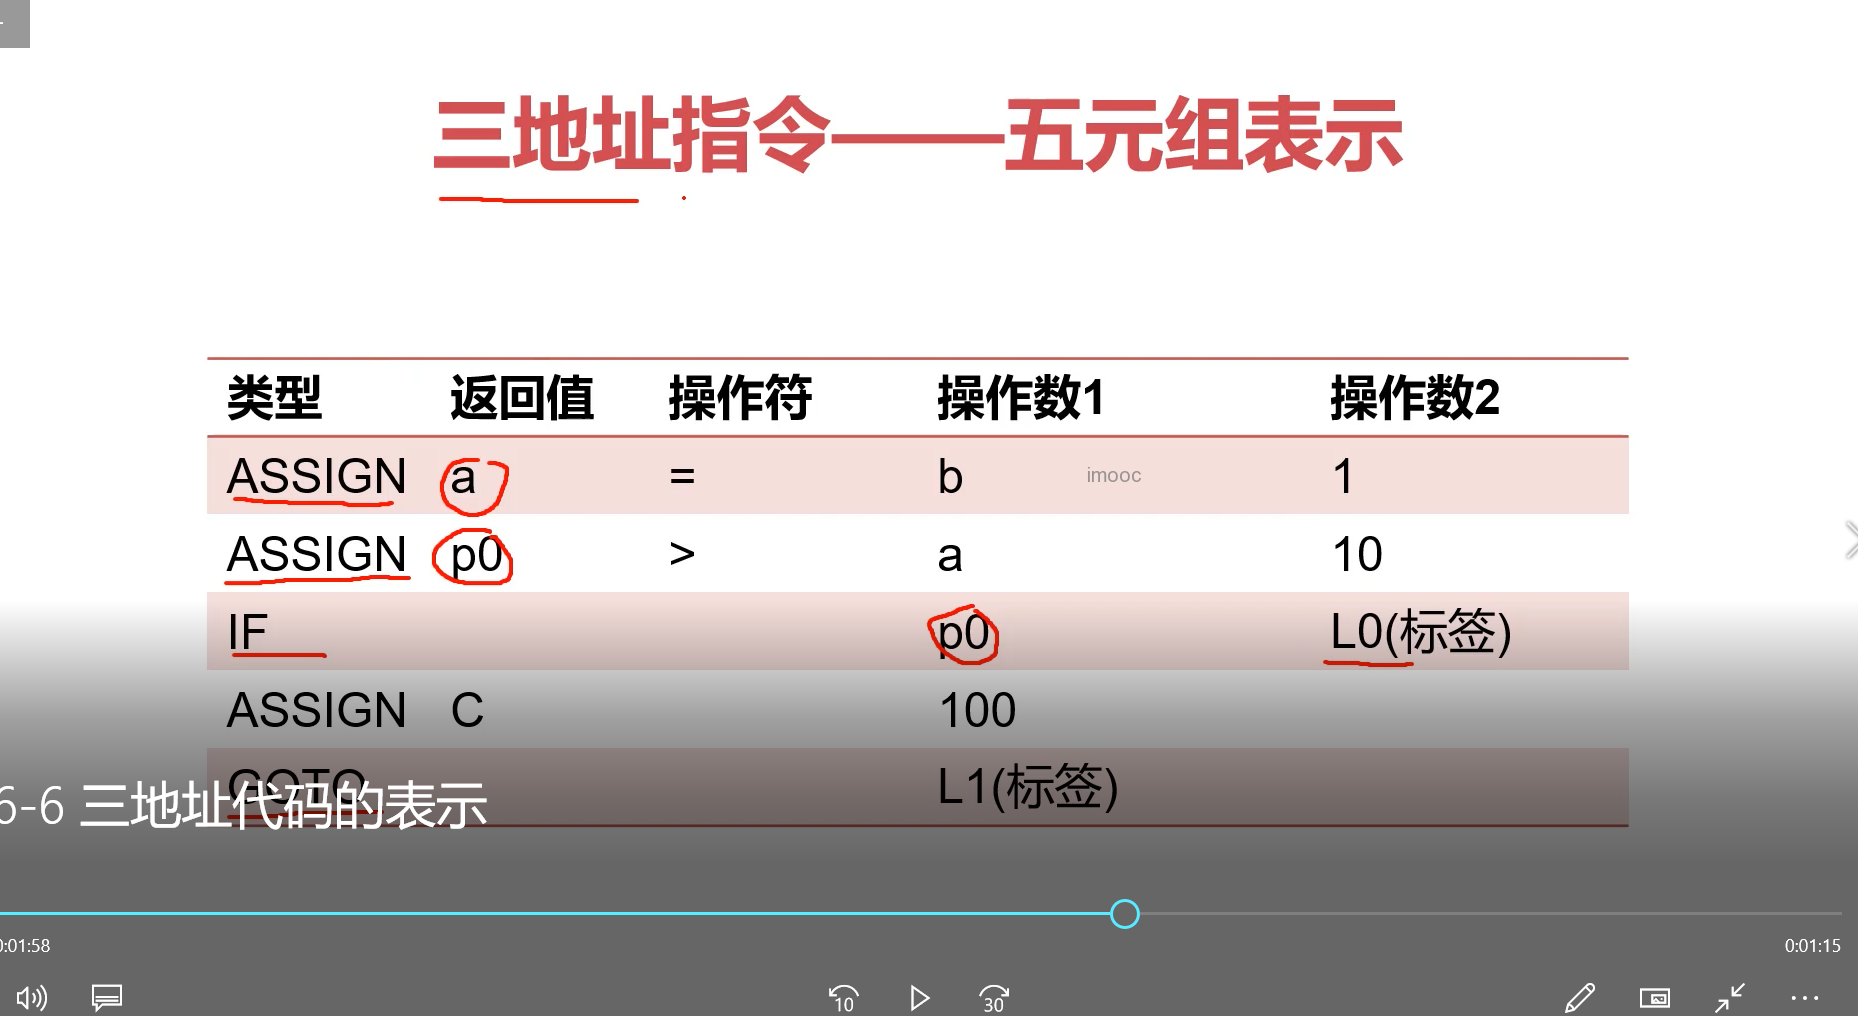 三地址指令——五元组表示
类型 返回值 操作符 操作数1 操作数2
ASSIGN a = b imooc 1
ASSIGN p0 > a 10
IF p0 L0(标签)
ASSIGN C 100
GOTO L1(标签)
6-6 三地址代码的表示
0:01:58 0:01:15
10 30